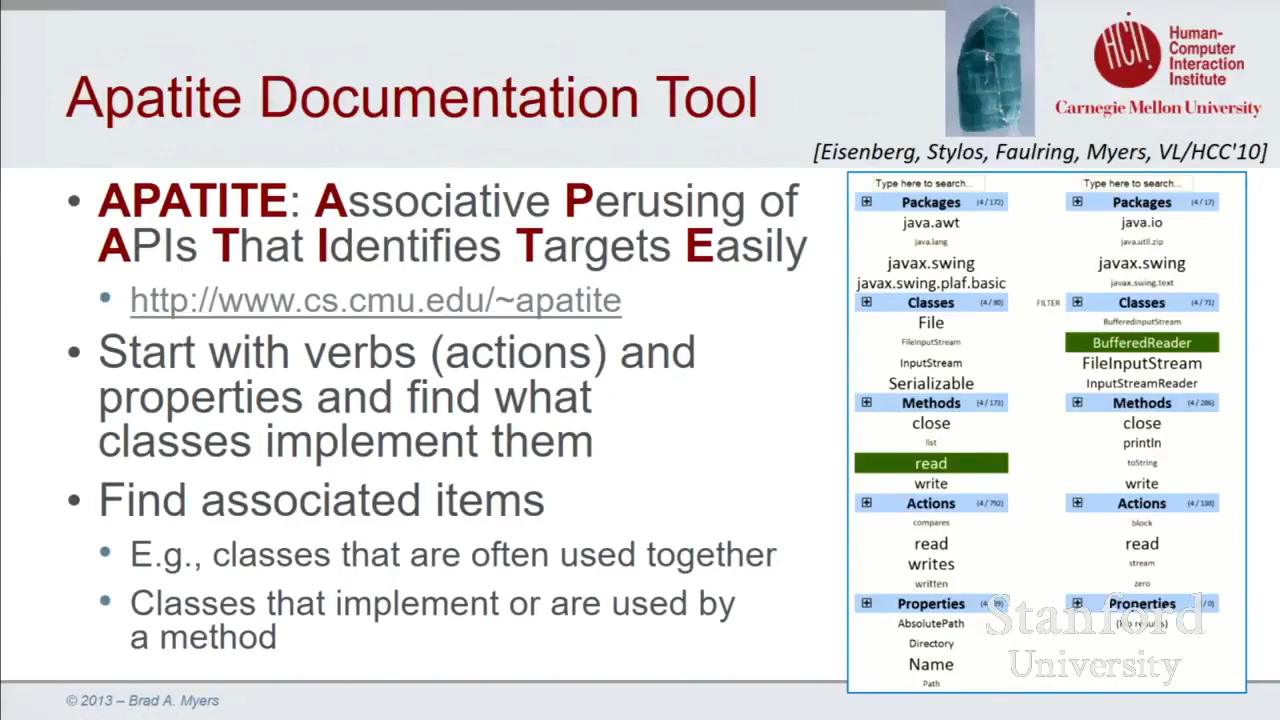 Apatite Documentation Tool
HCII
Human-
Computer
Interaction
Institute
Carnegie Mellon University
[Eisenberg, Stylos, Faulring, Myers, VL/HCC'10]
• APATITE: Associative Perusing of
APIs That Identifies Targets Easily
• http://www.cs.cmu.edu/~apatite
• Start with verbs (actions) and
properties and find what
classes implement them
• Find associated items
• E.g., classes that are often used together
• Classes that implement or are used by
a method
Type here to search...
Packages (4 / 172)
java.awt
java.lang
javax.swing
javax.swing.plaf.basic
Classes (4 / 80)
File
FileInputStream
InputStream
Serializable
Methods (4 / 173)
close
list
read
write
Actions (4 / 792)
compares
read
writes
written
Properties
AbsolutePath
Directory
Name
Path
Type here to search...
Packages (4 / 17)
java.io
java.util.zip
javax.swing
javax.swing.text
FILTER
Classes (4 / 71)
BufferedInputStream
BufferedReader
FileInputStream
InputStreamReader
Methods (4 / 286)
close
println
toString
write
Actions (4 / 138)
block
read
stream
zero
Properties / 0)
(No results)
Stanford
University
© 2013 – Brad A. Myers